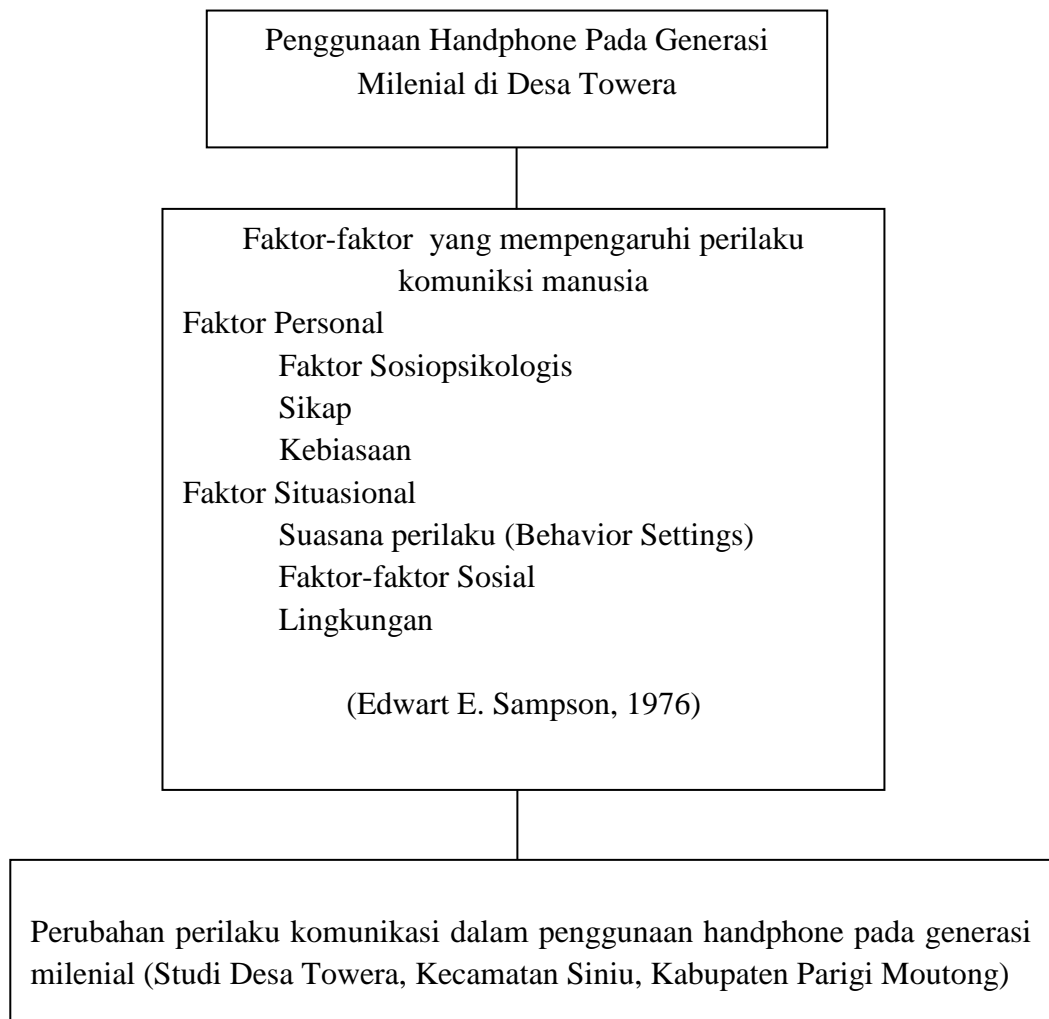 Penggunaan Handphone Pada Generasi
Milenial di Desa Towera
Faktor-faktor yang mempengaruhi perilaku
komuniksi manusia
Faktor Personal
Faktor Sosiopsikologis
Sikap
Kebiasaan
Faktor Situasional
Suasana perilaku (Behavior Settings)
Faktor-faktor Sosial
Lingkungan
(Edwart E. Sampson, 1976)
Perubahan perilaku komunikasi dalam penggunaan handphone pada generasi
milenial (Studi Desa Towera, Kecamatan Siniu, Kabupaten Parigi Moutong)